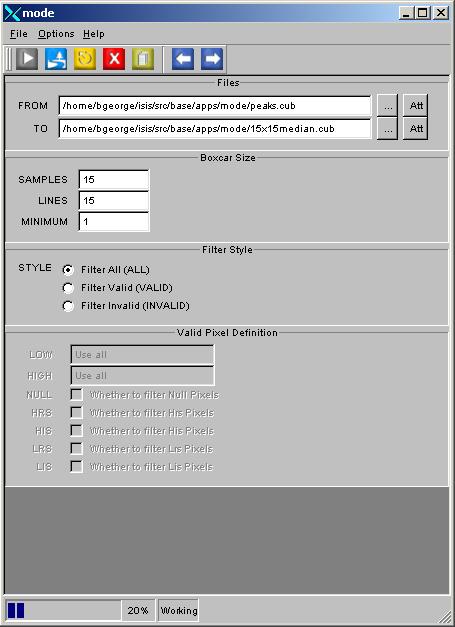 mode
File Options Help
Files
FROM /home/bgeorge/isis/src/base/apps/mode/peaks.cub ... Att
TO /home/bgeorge/isis/src/base/apps/mode/15x15median.cub ... Att
Boxcar Size
SAMPLES 15
LINES 15
MINIMUM 1
Filter Style
STYLE Filter All (ALL)
Filter Valid (VALID)
Filter Invalid (INVALID)
Valid Pixel Definition
LOW Use all
HIGH Use all
NULL Whether to filter Null Pixels
HRS Whether to filter Hrs Pixels
HIS Whether to filter His Pixels
LRS Whether to filter Lrs Pixels
LIS Whether to filter Lis Pixels
20% Working